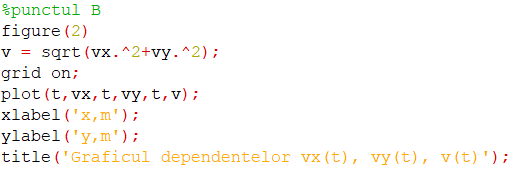 %punctul B
figure(2)
v = sqrt(vx.^2+vy.^2);
grid on;
plot(t,vx,t,vy,t,v);
xlabel('x,m');
ylabel('y,m');
title('Graficul dependentelor vx(t), vy(t), v(t)');